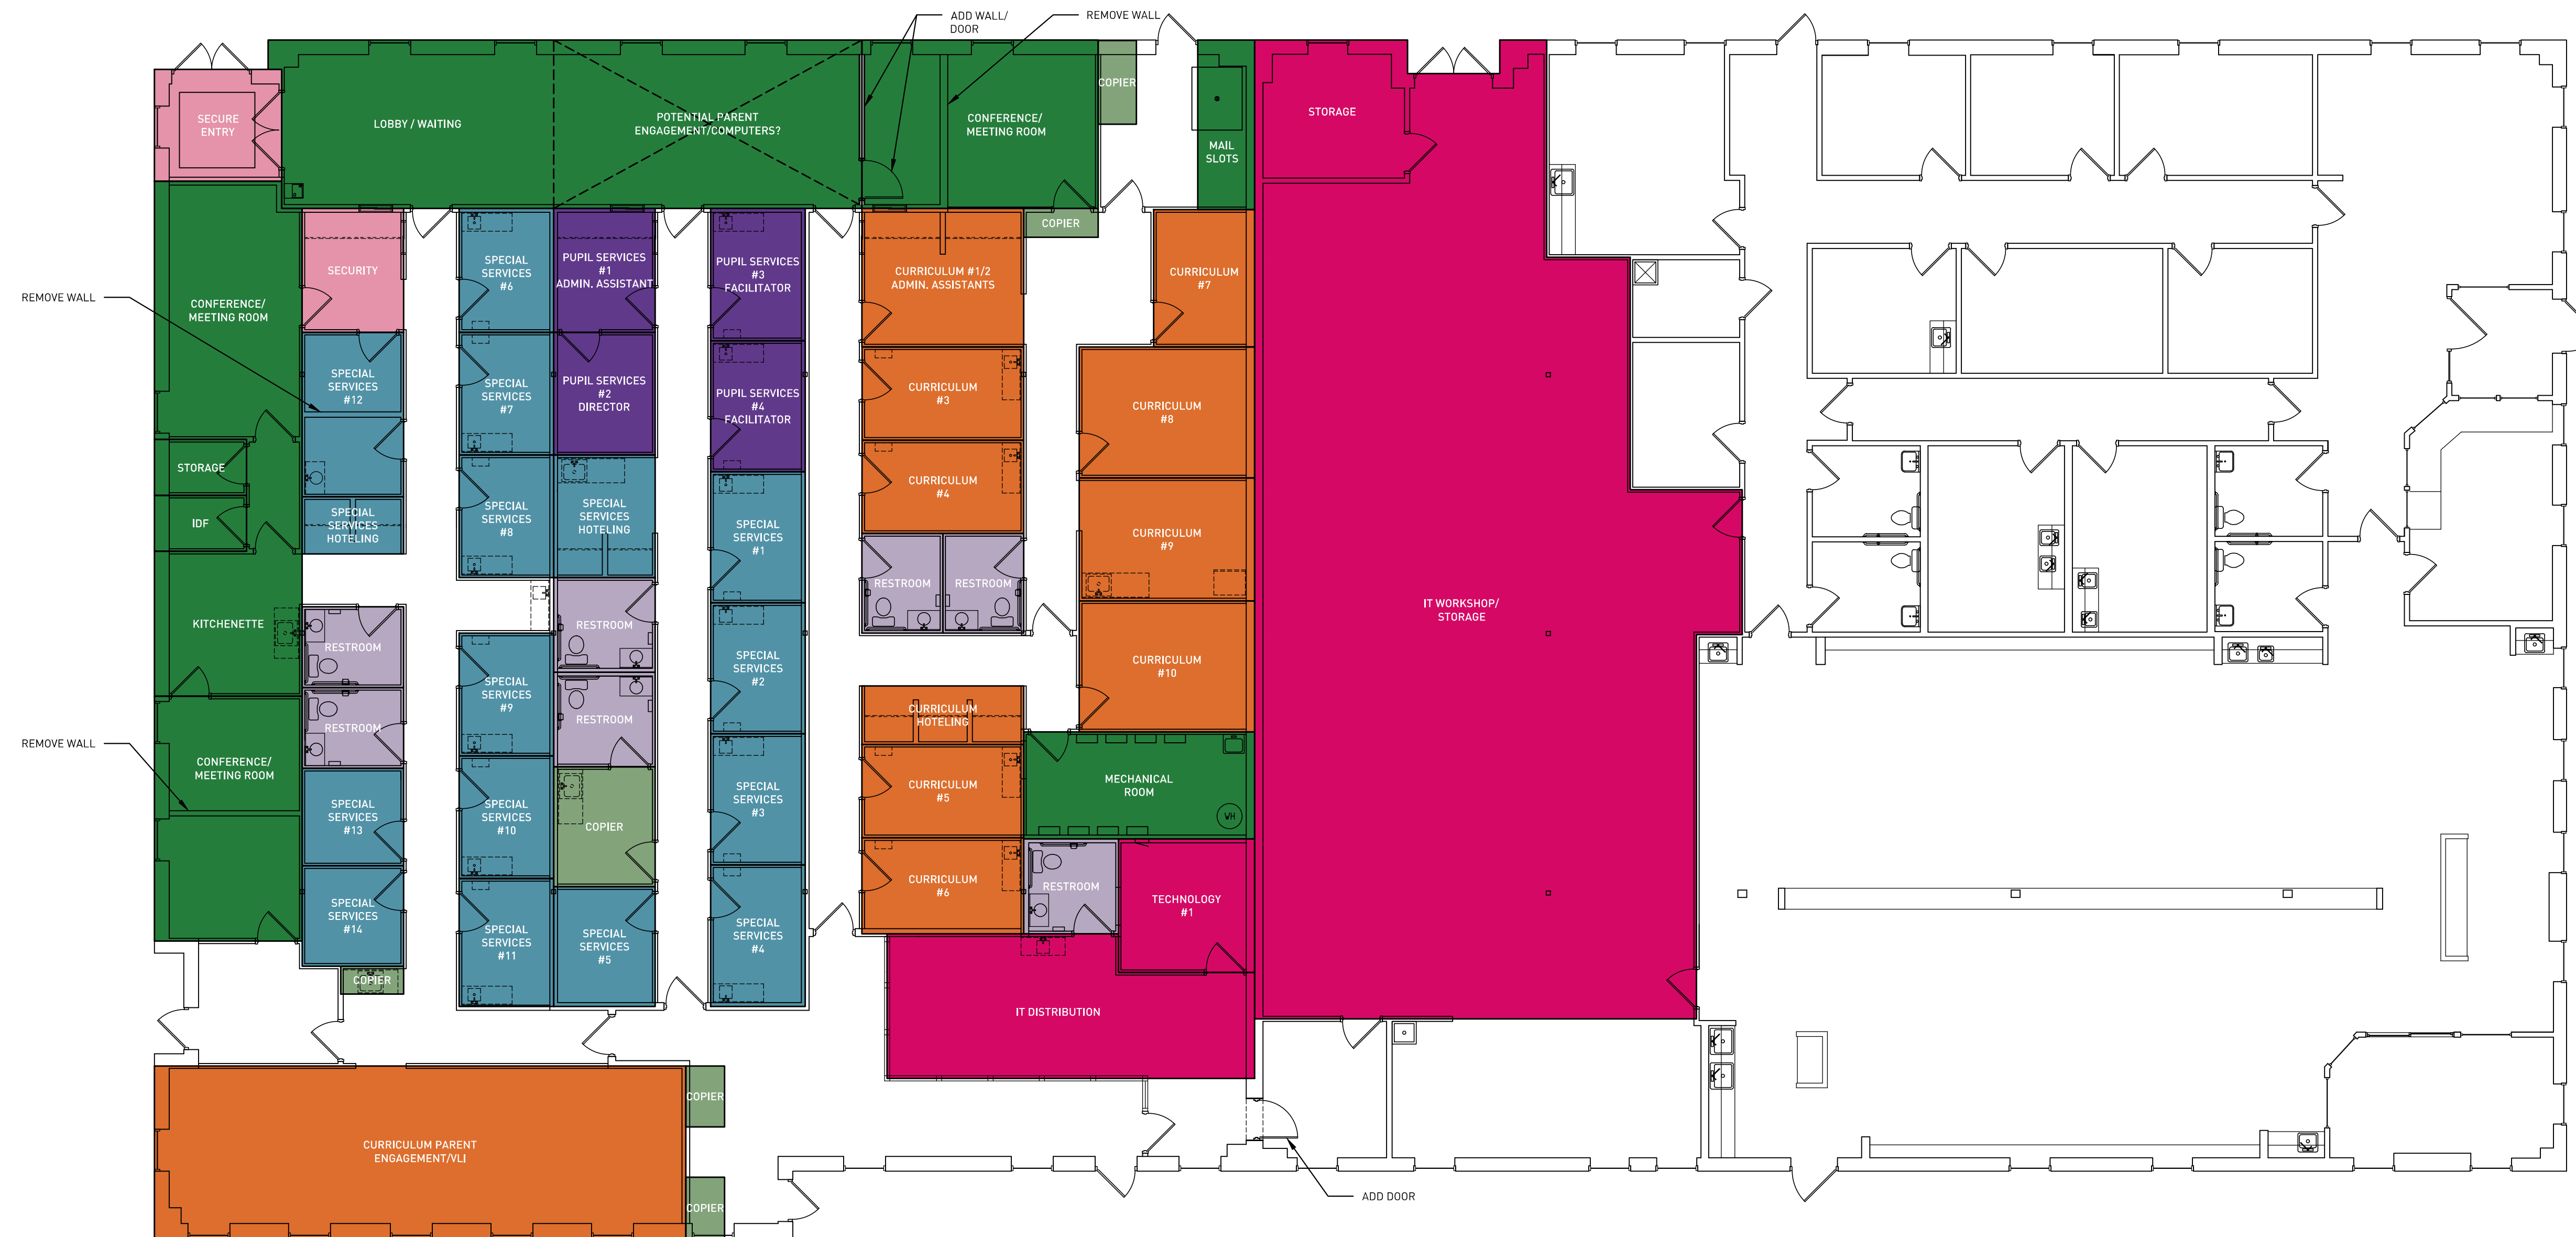 ADD WALL/
DOOR
REMOVE WALL
SECURE
ENTRY
LOBBY / WAITING
POTENTIAL PARENT
ENGAGEMENT/COMPUTERS?
CONFERENCE/
MEETING ROOM
COPIER
MAIL
SLOTS
STORAGE
COPIER
SECURITY
SPECIAL
SERVICES
#6
PUPIL SERVICES
#1
ADMIN. ASSISTANT
PUPIL SERVICES
#3
FACILITATOR
CURRICULUM #1/2
ADMIN. ASSISTANTS
CURRICULUM
#7
REMOVE WALL
CONFERENCE/
MEETING ROOM
SPECIAL
SERVICES
#12
SPECIAL
SERVICES
#7
PUPIL SERVICES
#2
DIRECTOR
PUPIL SERVICES
#4
FACILITATOR
CURRICULUM
#3
CURRICULUM
#8
STORAGE
IDF
SPECIAL
SERVICES
HOTELING
SPECIAL
SERVICES
#8
SPECIAL
SERVICES
HOTELING
SPECIAL
SERVICES
#1
CURRICULUM
#4
CURRICULUM
#9
RESTROOM
RESTROOM
IT WORKSHOP/
STORAGE
KITCHENETTE
RESTROOM
RESTROOM
SPECIAL
SERVICES
#2
CURRICULUM
#10
RESTROOM
SPECIAL
SERVICES
#9
RESTROOM
CURRICULUM
HOTELING
REMOVE WALL
CONFERENCE/
MEETING ROOM
SPECIAL
SERVICES
#13
SPECIAL
SERVICES
#10
COPIER
SPECIAL
SERVICES
#3
CURRICULUM
#5
MECHANICAL
ROOM
WH
SPECIAL
SERVICES
#14
SPECIAL
SERVICES
#11
SPECIAL
SERVICES
#5
SPECIAL
SERVICES
#4
CURRICULUM
#6
RESTROOM
TECHNOLOGY
#1
COPIER
IT DISTRIBUTION
COPIER
CURRICULUM PARENT
ENGAGEMENT/VLI
COPIER
ADD DOOR